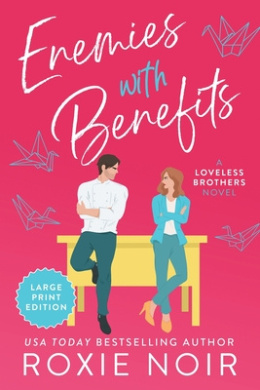 Enemies
with
Benefits
A
LOVELESS
BROTHERS
NOVEL
LARGE
PRINT
EDITION
USA TODAY BESTSELLING AUTHOR
ROXIE NOIR